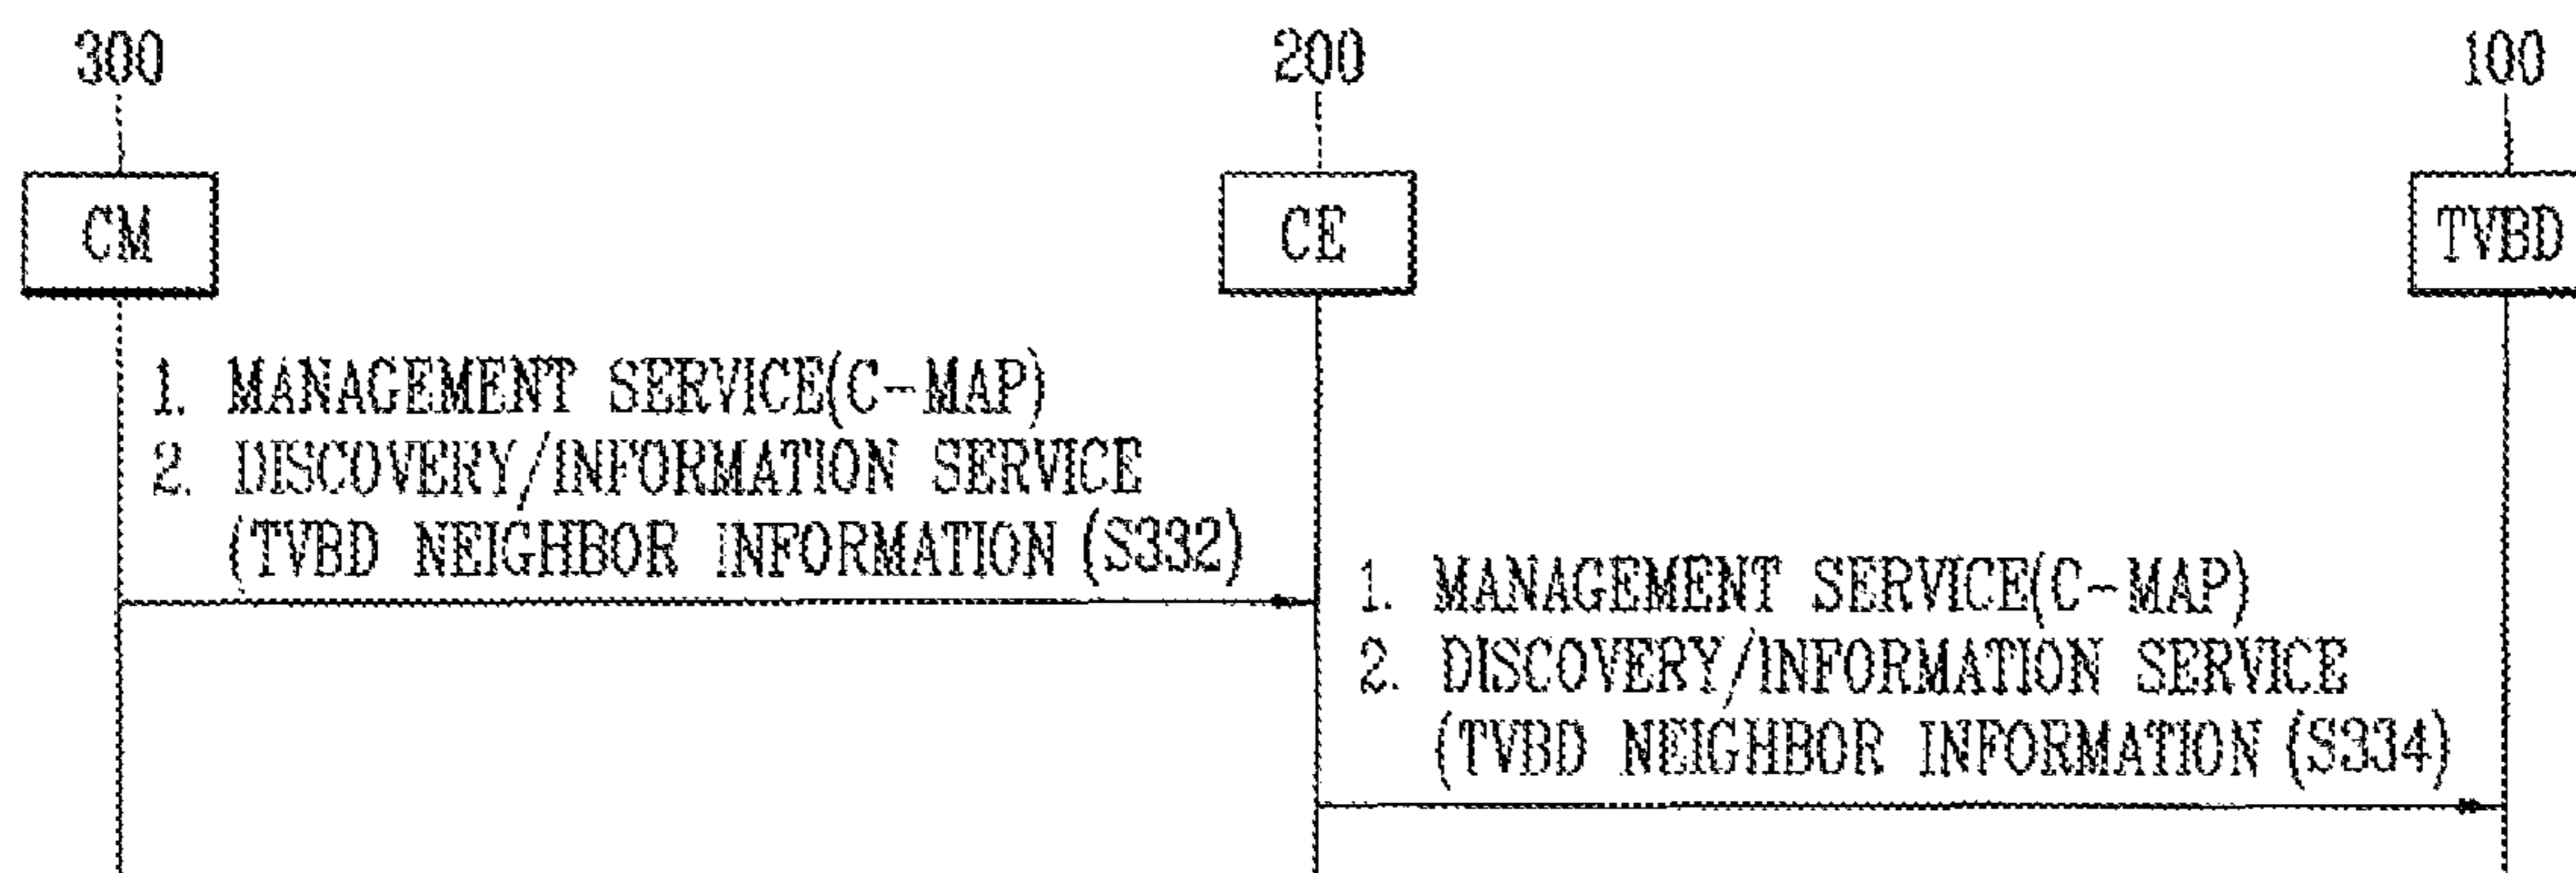 300
200
100
CM
CE
TVBD
1. MANAGEMENT SERVICE(C-MAP)
2. DISCOVERY/INFORMATION SERVICE
(TVBD NEIGHBOR INFORMATION (S332)
1. MANAGEMENT SERVICE(C-MAP)
2. DISCOVERY/INFORMATION SERVICE
(TVBD NEIGHBOR INFORMATION (S334)